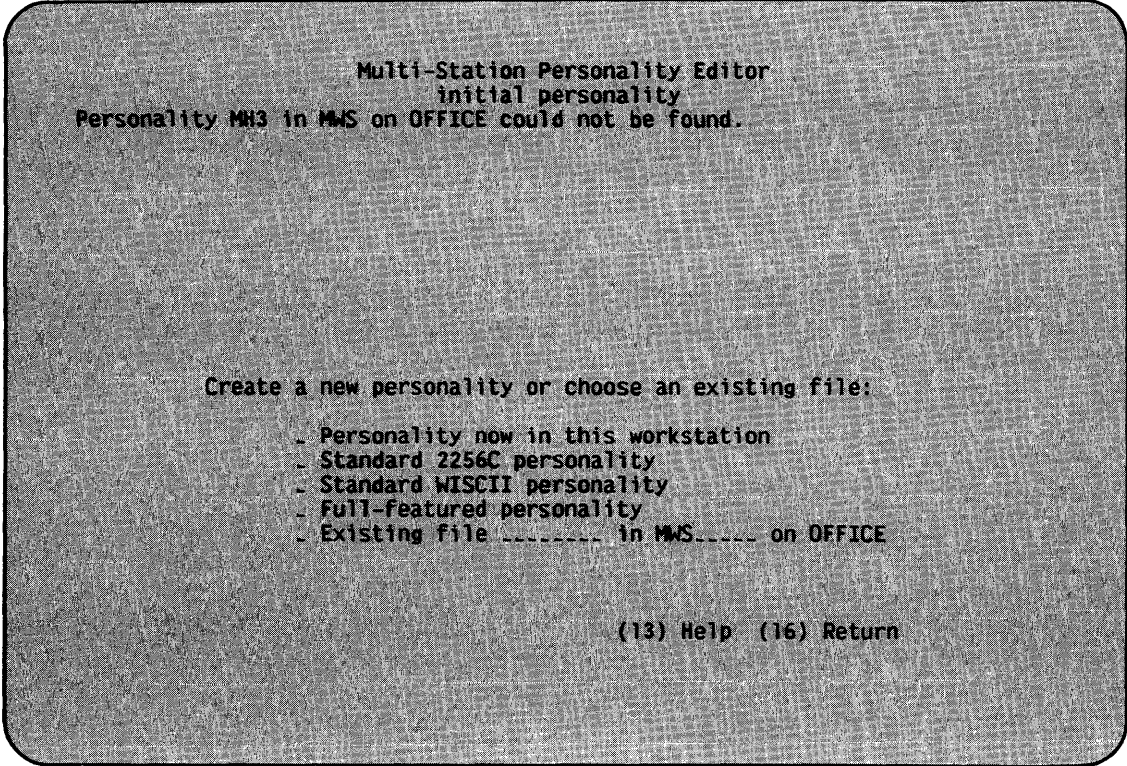 Multi-Station Personality Editor
initial personality
Personality MH3 in MWS on OFFICE could not be found.
Create a new personality or choose an existing file:
_ Personality now in this workstation
_ Standard 2256C personality
_ Standard WISCII personality
_ Full-featured personality
_ Existing file ________ in MWS_____ on OFFICE
(13) Help (16) Return